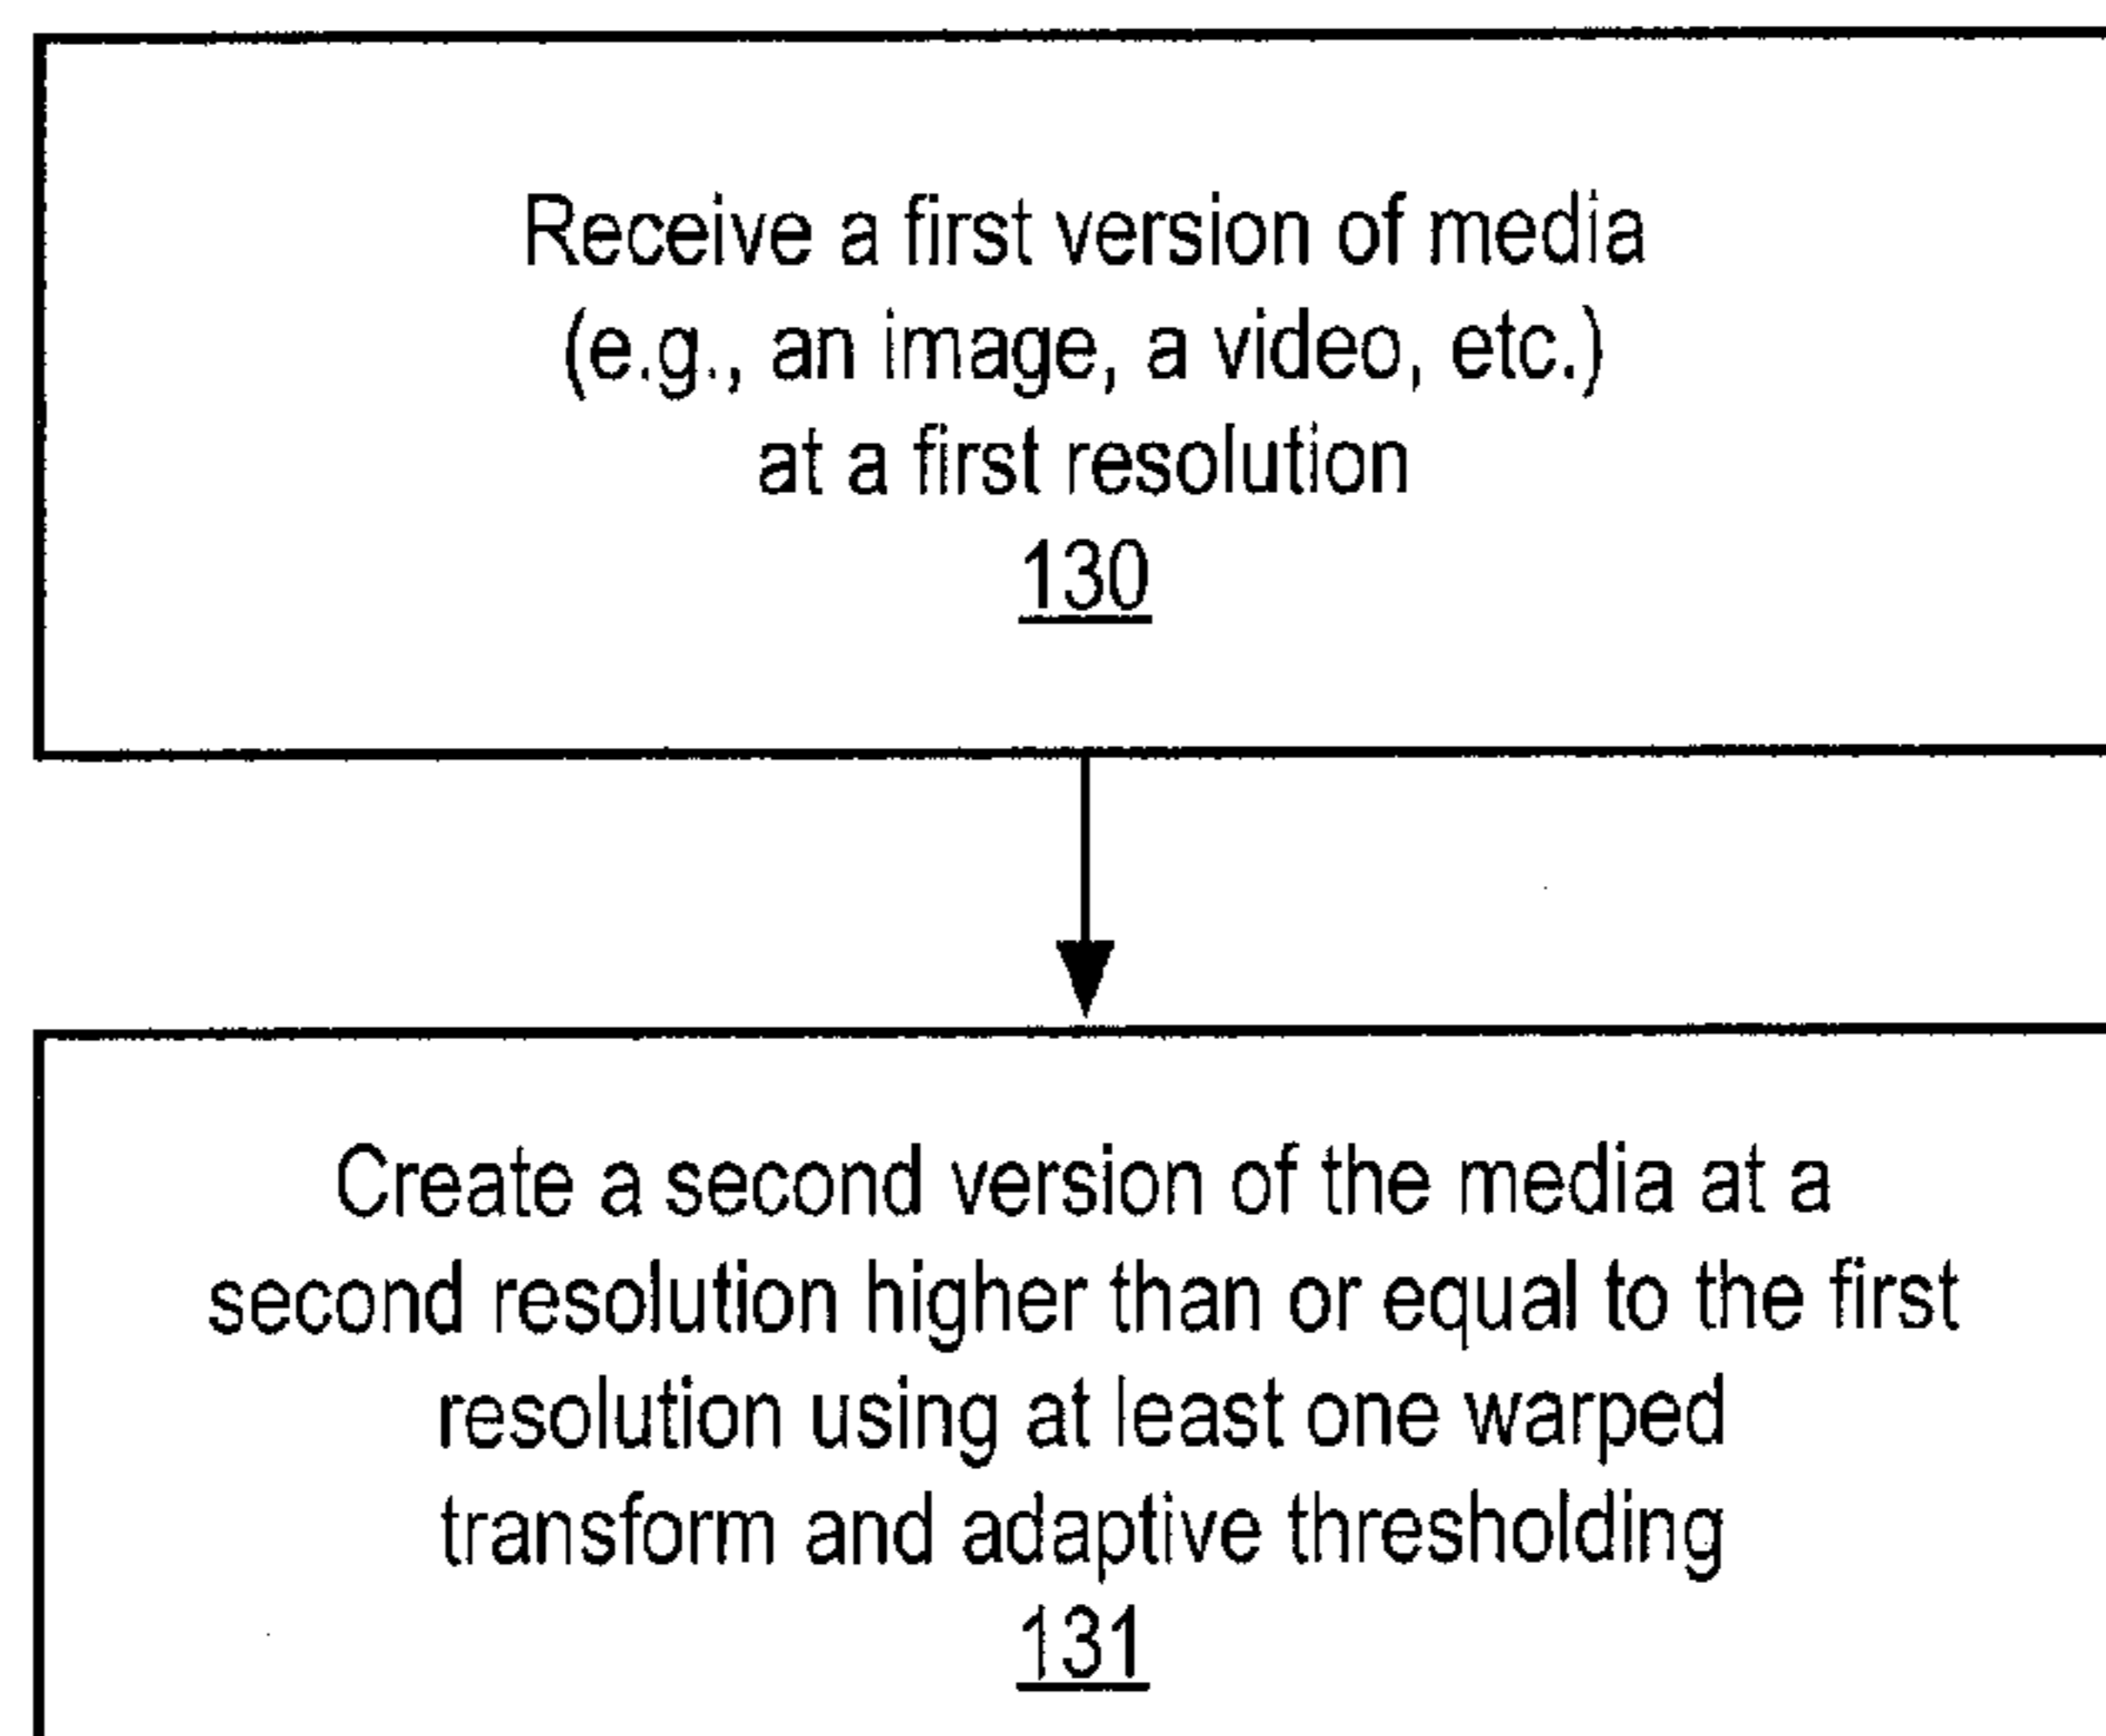 Receive a first version of media
(e.g., an image, a video, etc.)
at a first resolution
130
Create a second version of the media at a
second resolution higher than or equal to the first
resolution using at least one warped
transform and adaptive thresholding
131